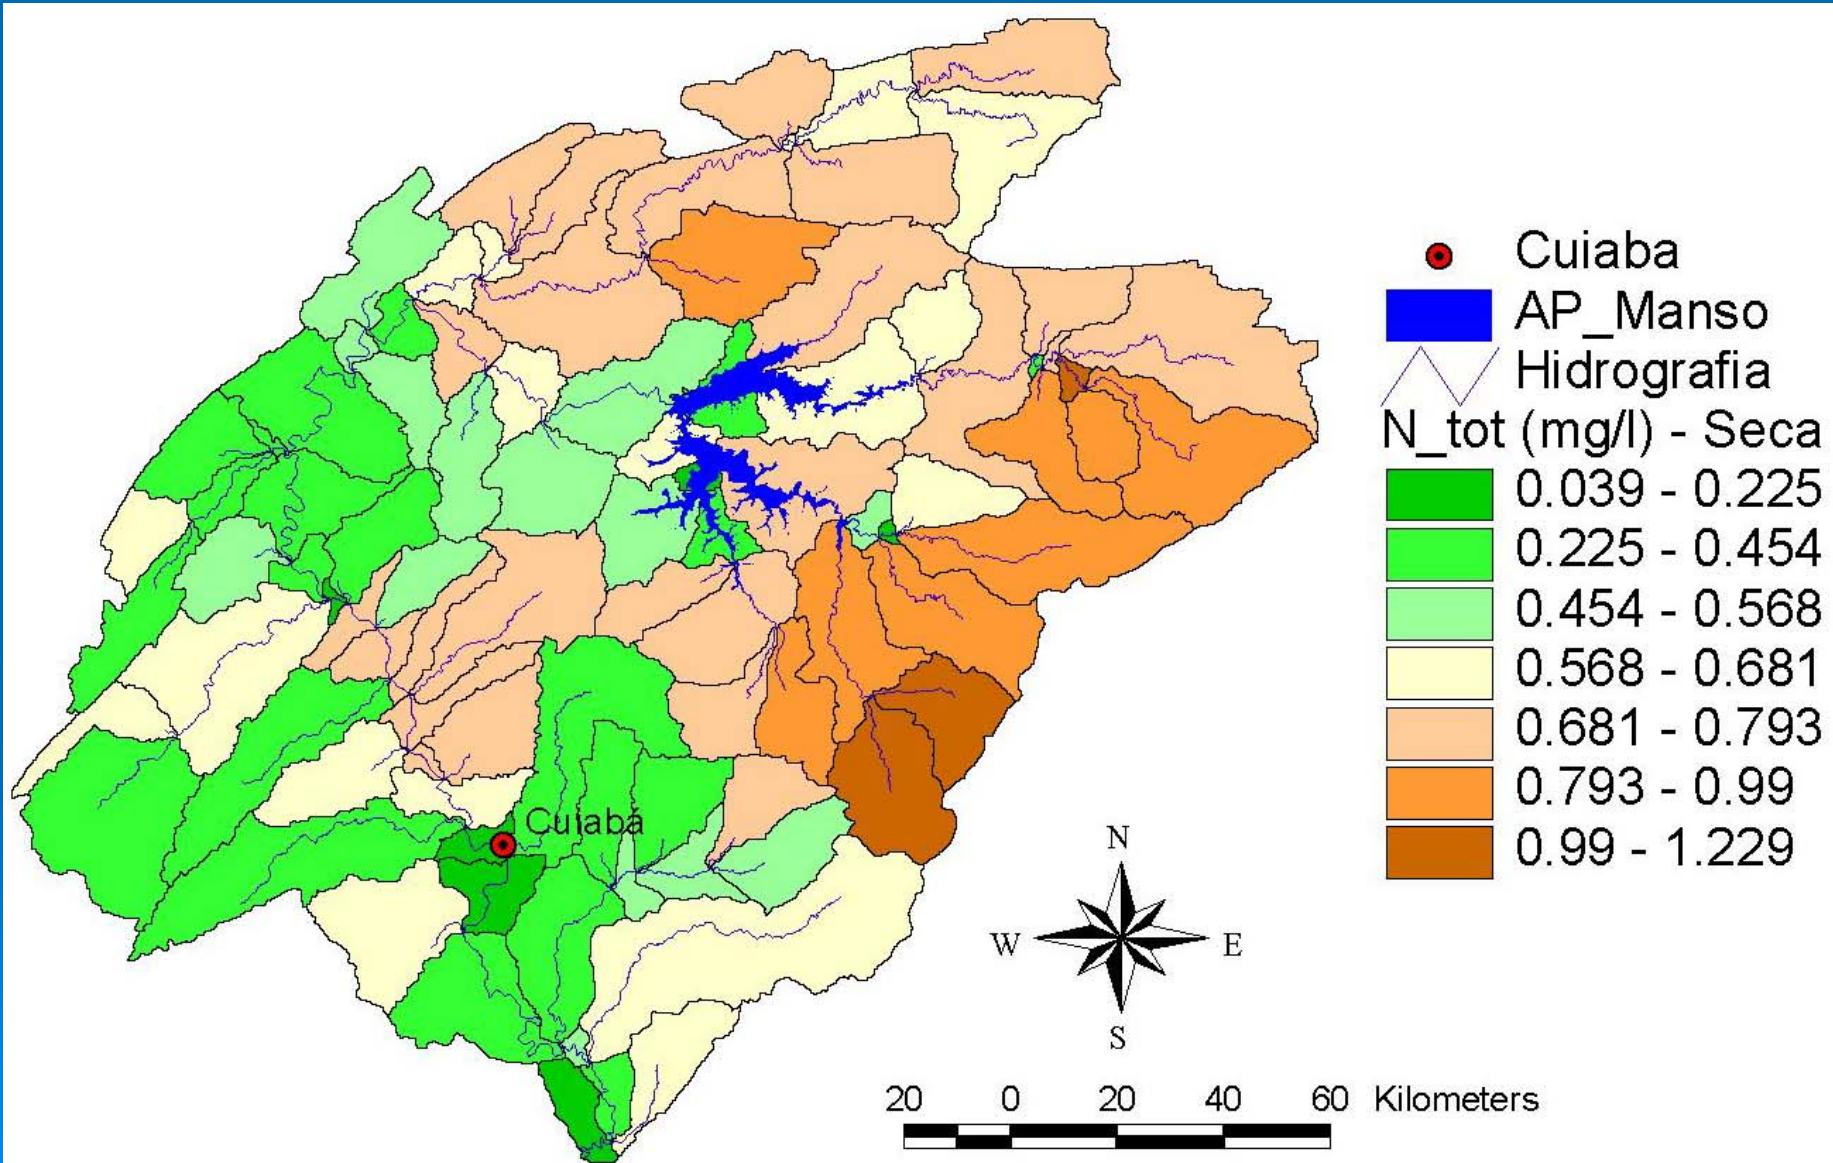 Cuiaba
AP_Manso
Hidrografia
N_tot (mg/l) - Seca
0.039 - 0.225
0.225 - 0.454
0.454 - 0.568
0.568 - 0.681
0.681 - 0.793
0.793 - 0.99
0.99 - 1.229
Cuiabá
N
W E
S
20 0 20 40 60 Kilometers